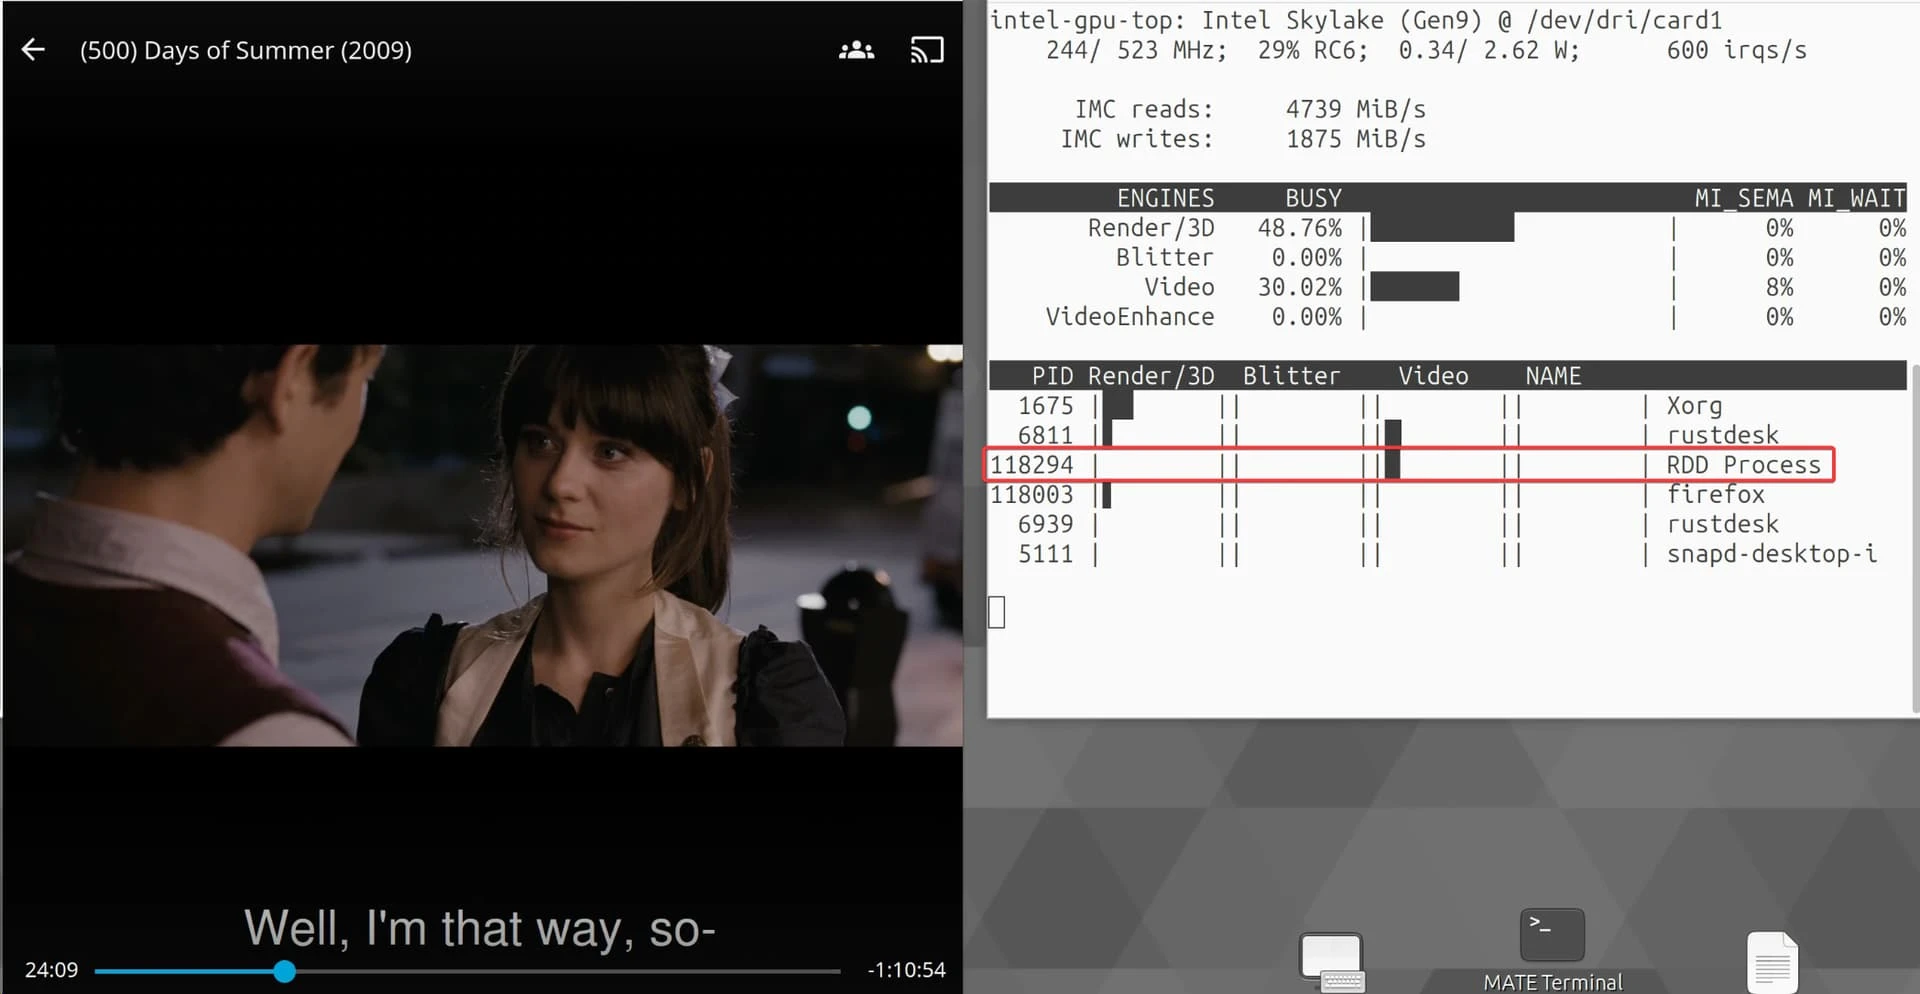 (500) Days of Summer (2009)
Well, I'm that way, so-
24:09 -1:10:54
intel-gpu-top: Intel Skylake (Gen9) @ /dev/dri/card1
244/ 523 MHz; 29% RC6; 0.34/ 2.62 W; 600 irqs/s
IMC reads: 4739 MiB/s
IMC writes: 1875 MiB/s
ENGINES BUSY MI_SEMA MI_WAIT
Render/3D 48.76% | | 0% 0%
Blitter 0.00% | | 0% 0%
Video 30.02% | | 8% 0%
VideoEnhance 0.00% | | 0% 0%
PID Render/3D Blitter Video NAME
1675 | || || || | Xorg
6811 | || || || | rustdesk
118294 | || || || | RDD Process
118003 | || || || | firefox
6939 | || || || | rustdesk
5111 | || || || | snapd-desktop-i
>_
MATE Terminal